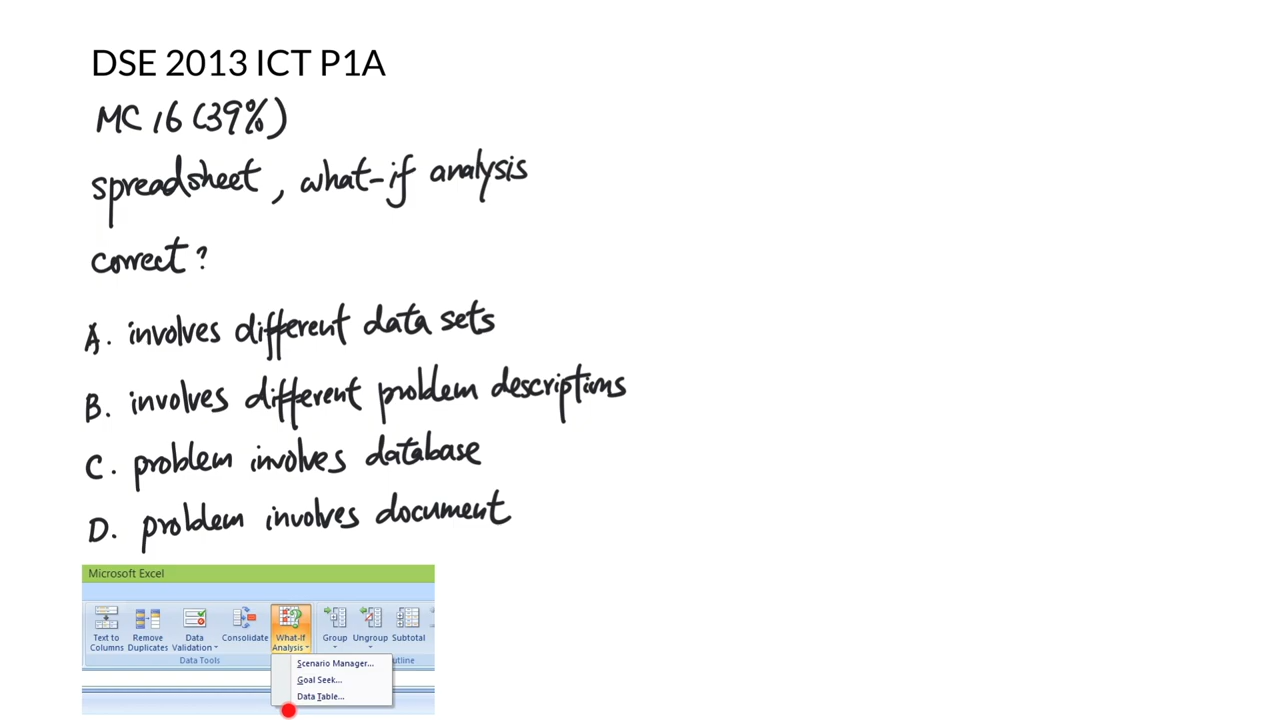 DSE 2013 ICT P1A
MC 16 (39%)
spreadsheet, what-if analysis
correct?
A. involves different data sets
B. involves different problem descriptions
C. problem involves database
D. problem involves document
Microsoft Excel
Text to Columns
Remove Duplicates
Data Validation
Consolidate
What-If Analysis
Group
Ungroup
Subtotal
Data Tools
utline
Scenario Manager...
Goal Seek...
Data Table...